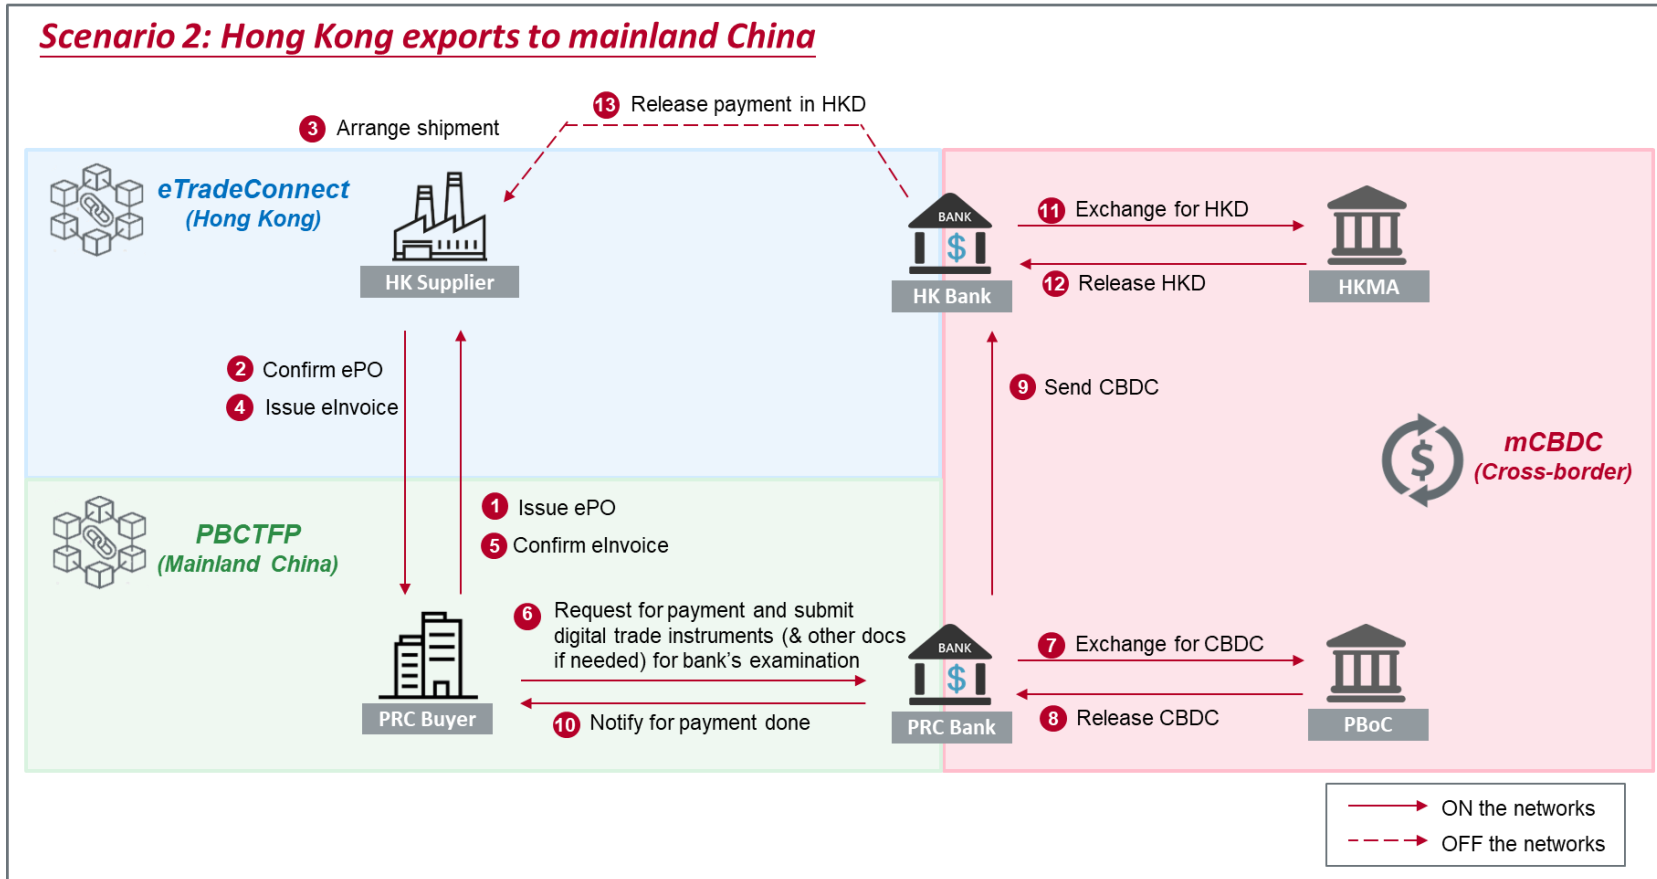 Scenario 2: Hong Kong exports to mainland China
13 Release payment in HKD
3 Arrange shipment
eTradeConnect
(Hong Kong)
HK Supplier
BANK
$
HK Bank
11 Exchange for HKD
12 Release HKD
HKMA
2 Confirm ePO
4 Issue eInvoice
9 Send CBDC
$
mCBDC
(Cross-border)
PBCTFP
(Mainland China)
1 Issue ePO
5 Confirm eInvoice
6 Request for payment and submit
digital trade instruments (& other docs
if needed) for bank's examination
PRC Buyer
10 Notify for payment done
BANK
$
PRC Bank
7 Exchange for CBDC
8 Release CBDC
PBoC
ON the networks
OFF the networks